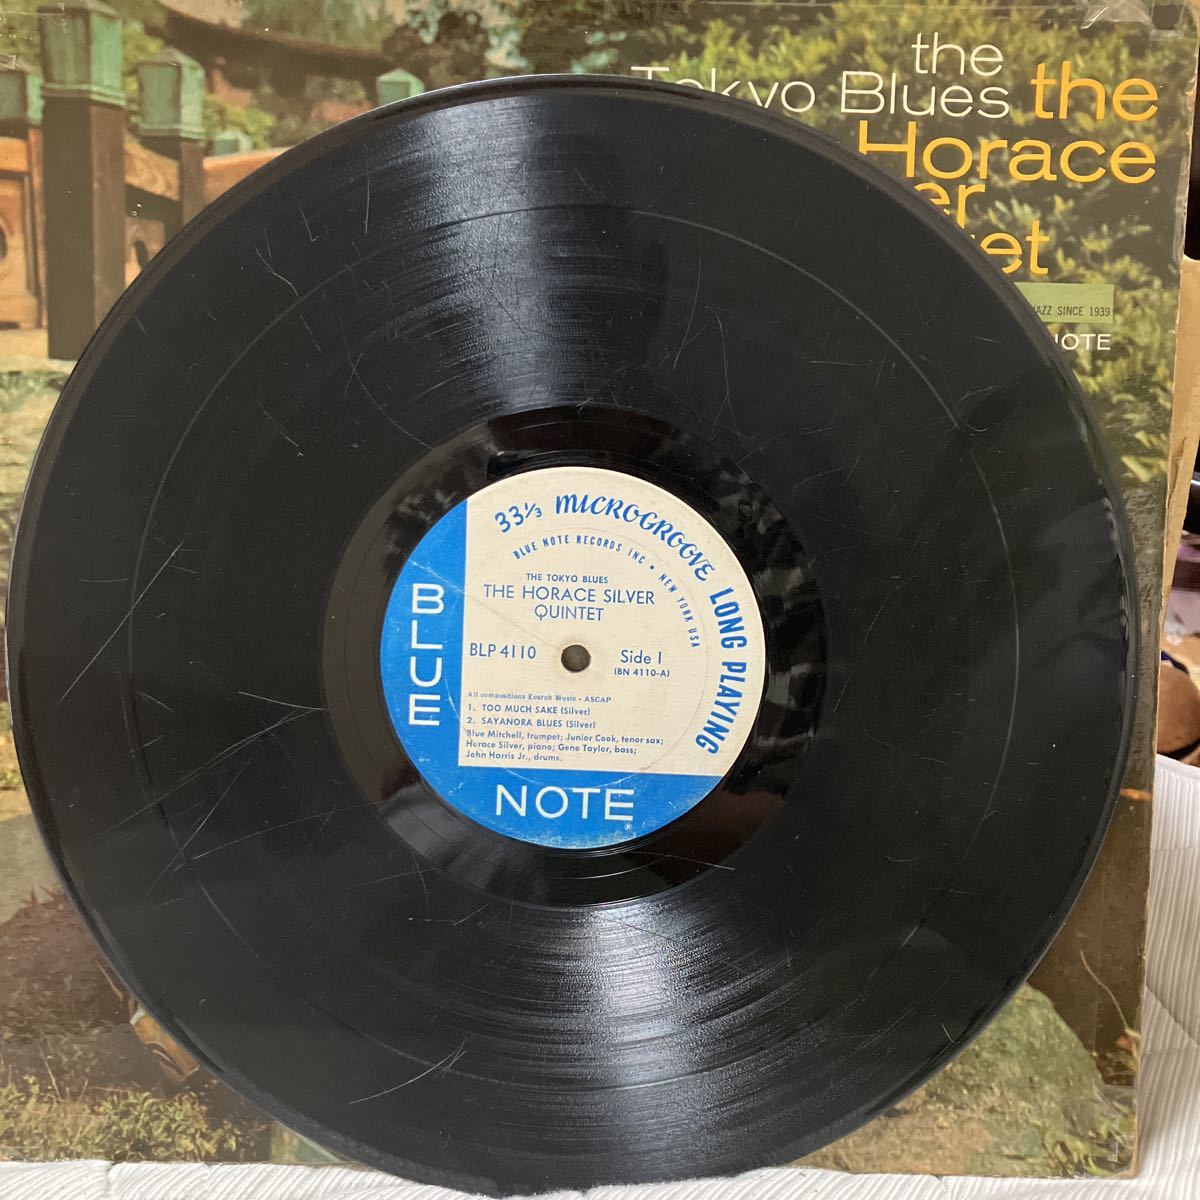 the
Tokyo Blues the
Horace
er
et
JAZZ SINCE 1939
NOTE
33⅓ MICROGROOVE LONG PLAYING
BLUE NOTE RECORDS INC • NEW YORK USA
THE TOKYO BLUES
THE HORACE SILVER
QUINTET
BLP 4110
Side 1
(BN 4110-A)
All compositions Ecaroh Music - ASCAP
1. TOO MUCH SAKE (Silver)
2. SAYANORA BLUES (Silver)
Blue Mitchell, trumpet; Junior Cook, tenor sax;
Horace Silver, piano; Gene Taylor, bass;
John Harris Jr., drums.
BLUE
NOTE
®